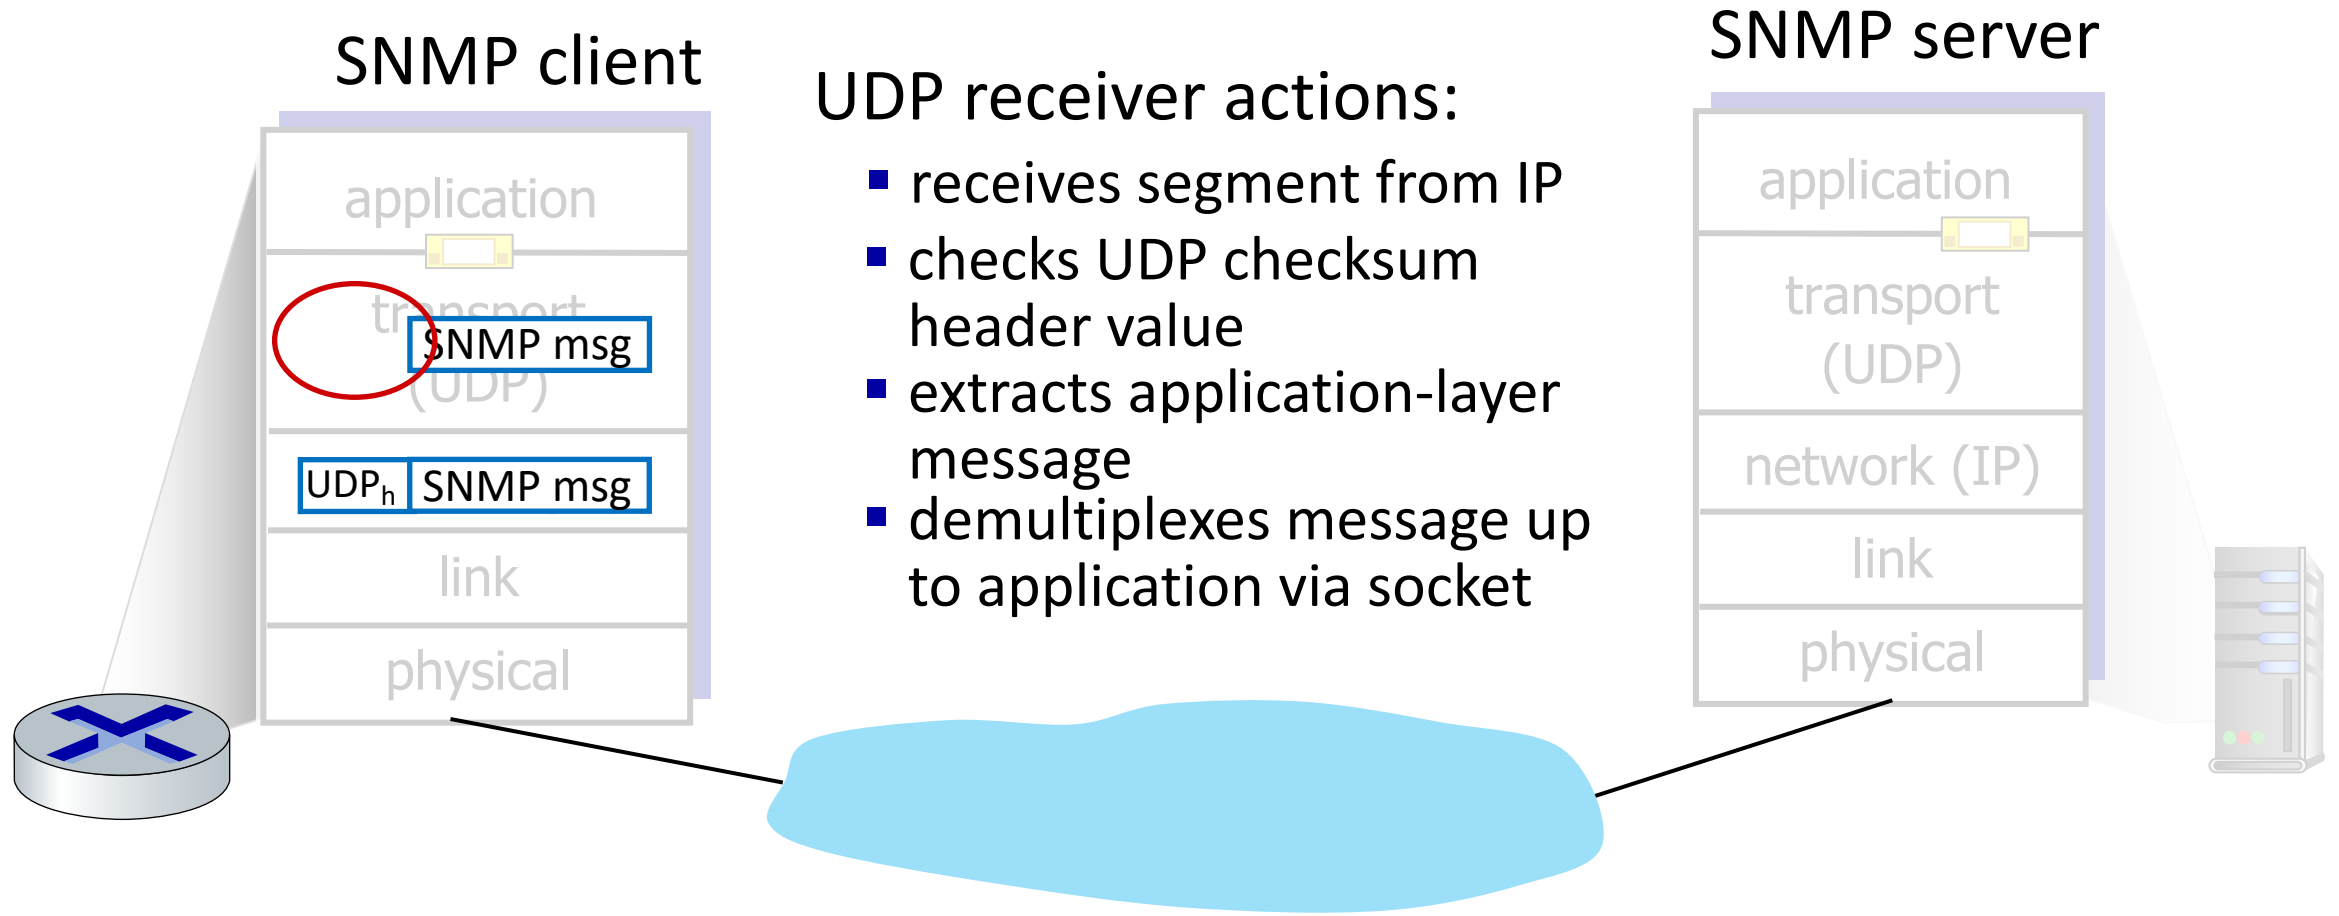 SNMP client
application
transport
SNMP msg
(UDP)
UDPh SNMP msg
link
physical
UDP receiver actions:
▪ receives segment from IP
▪ checks UDP checksum
header value
▪ extracts application-layer
message
▪ demultiplexes message up
to application via socket
SNMP server
application
transport
(UDP)
network (IP)
link
physical